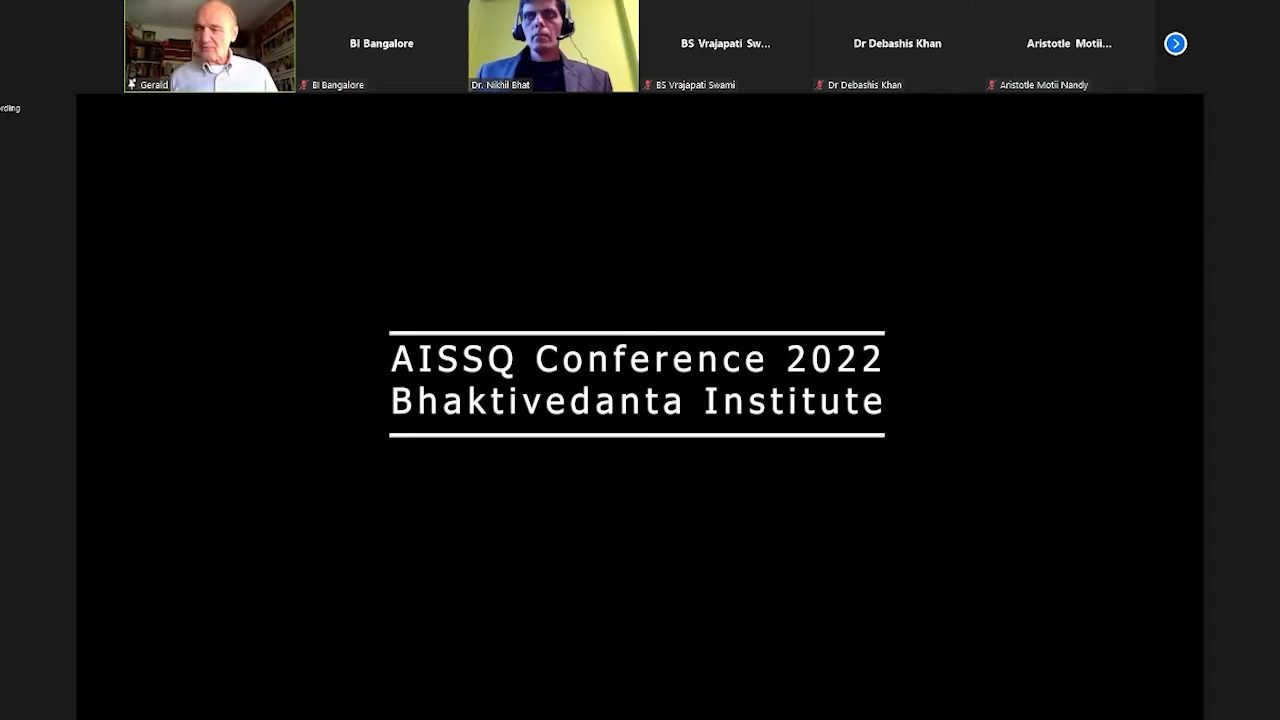 BI Bangalore
BS Vrajapati Sw...
Dr Debashis Khan
Aristotle Motii...
Gerald
BI Bangalore
Dr. Nikhil Bhat
BS Vrajapati Swami
Dr Debashis Khan
Aristotle Motii Nandy
AISSQ Conference 2022
Bhaktivedanta Institute